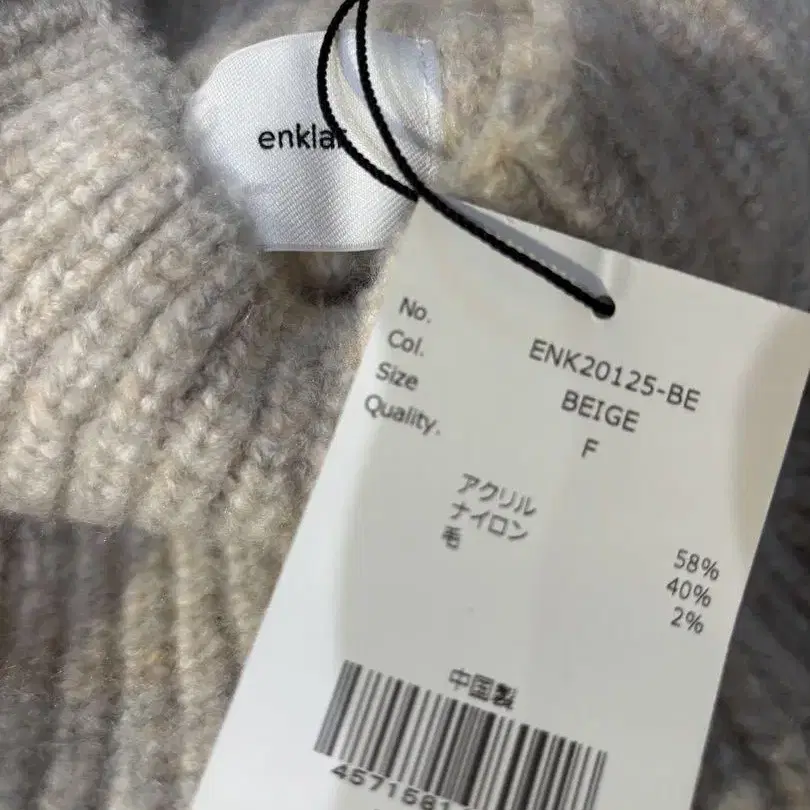 No. ENK20125-BE
Col. BEIGE
Size F
Quality.
アクリル 58%
ナイロン 40%
毛 2%
中国製